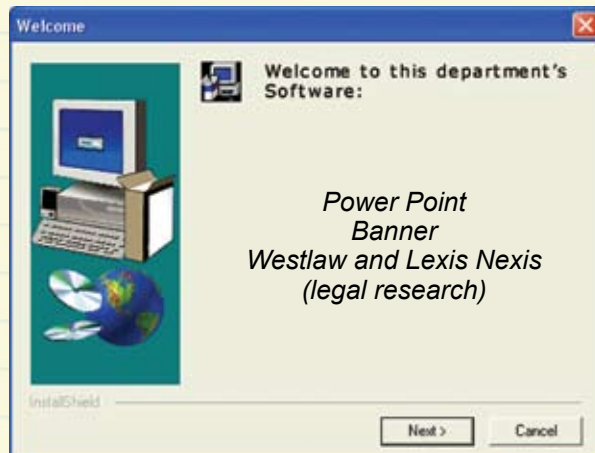 Welcome
Welcome to this department's
Software:
Power Point
Banner
Westlaw and Lexis Nexis
(legal research)
InstallShield
Next >
Cancel